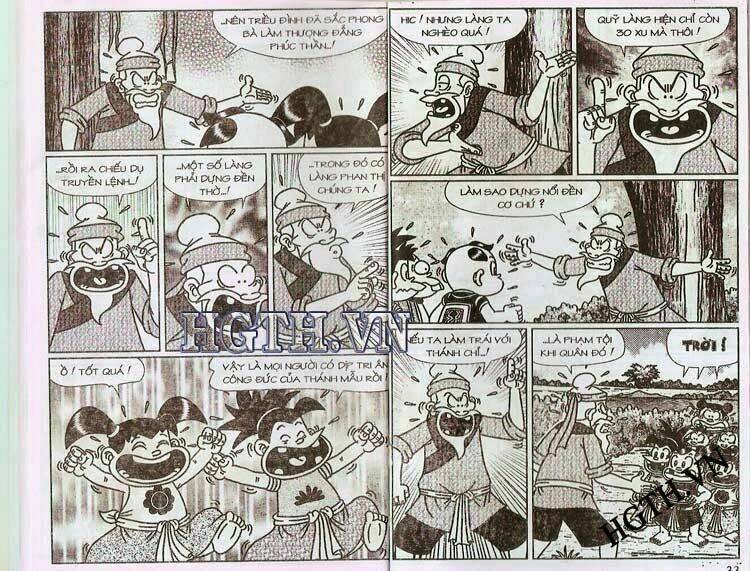 ..NÊN TRIỀU ĐÌNH ĐÃ SẮC PHONG
BÀ LÀM THƯỢNG ĐẲNG
PHÚC THẦN..!
..RỒI RA CHIẾU DỤ
TRUYỀN LỆNH..!
..MỘT SỐ LÀNG
PHẢI DỰNG ĐỀN
THỜ..!
..TRONG ĐÓ CÓ
LÀNG PHAN THỊ
CHÚNG TA !
Ồ ! TỐT QUÁ !
VẬY LÀ MỌI NGƯỜI CÓ DỊP TRI ÂN
CÔNG ĐỨC CỦA THÁNH MẪU RỒI !
HIC ! NHƯNG LÀNG TA
NGHÈO QUÁ !
QUỸ LÀNG HIỆN CHỈ CÒN
30 XU MÀ THÔI !
LÀM SAO DỰNG NỔI ĐỀN
CƠ CHỨ ?
NẾU TA LÀM TRÁI VỚI
THÁNH CHỈ..!
..LÀ PHẠM TỘI
KHI QUÂN ĐÓ !
TRỜI !
HGTH.VN
HGTH.VN
33